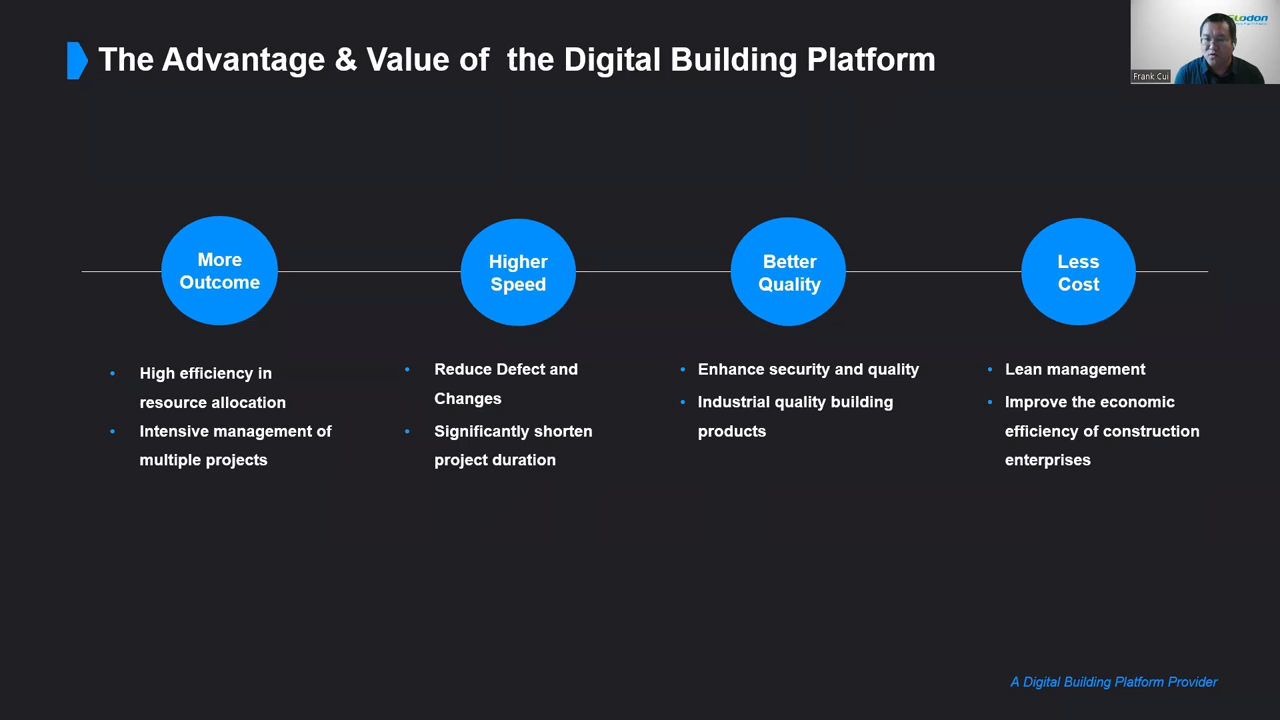 The Advantage & Value of the Digital Building Platform
Frank Cui
More
Outcome
Higher
Speed
Better
Quality
Less
Cost
• High efficiency in
resource allocation
• Intensive management of
multiple projects
• Reduce Defect and
Changes
• Significantly shorten
project duration
• Enhance security and quality
• Industrial quality building
products
• Lean management
• Improve the economic
efficiency of construction
enterprises
A Digital Building Platform Provider